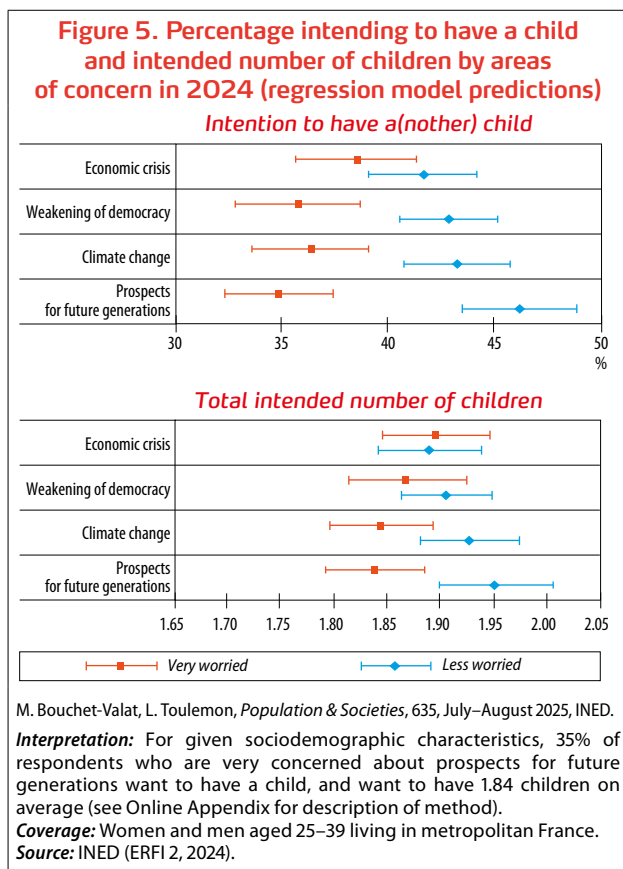 Figure 5. Percentage intending to have a child
and intended number of children by areas
of concern in 2024 (regression model predictions)
Intention to have a(nother) child
Economic crisis
Weakening of democracy
Climate change
Prospects
for future generations
30 35 40 45 50
%
Total intended number of children
Economic crisis
Weakening of democracy
Climate change
Prospects
for future generations
1.65 1.70 1.80 1.85 1.90 1.95 2.00 2.05
Very worried Less worried
M. Bouchet-Valat, L. Toulemon, Population & Societies, 635, July–August 2025, INED.
Interpretation: For given sociodemographic characteristics, 35% of
respondents who are very concerned about prospects for future
generations want to have a child, and want to have 1.84 children on
average (see Online Appendix for description of method).
Coverage: Women and men aged 25–39 living in metropolitan France.
Source: INED (ERFI 2, 2024).